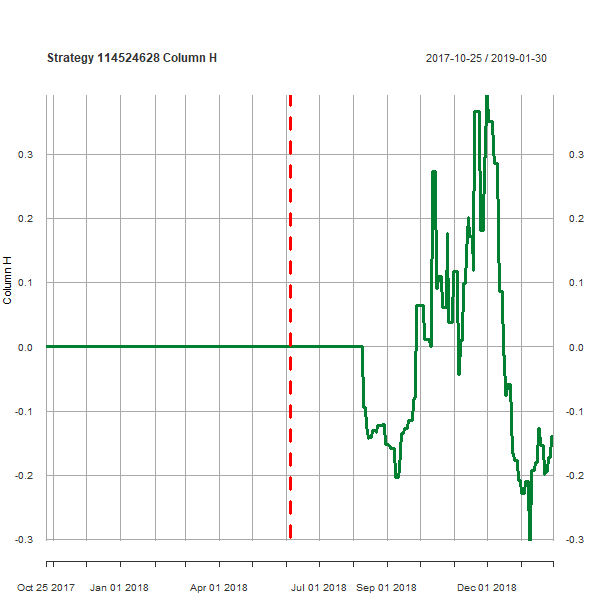 Strategy 114524628 Column H
2017-10-25 / 2019-01-30
0.3 0.3
0.2 0.2
0.1 0.1
0.0 0.0
-0.1 -0.1
-0.2 -0.2
-0.3 -0.3
Column H
Oct 25 2017 Jan 01 2018 Apr 01 2018 Jul 01 2018 Sep 01 2018 Dec 01 2018